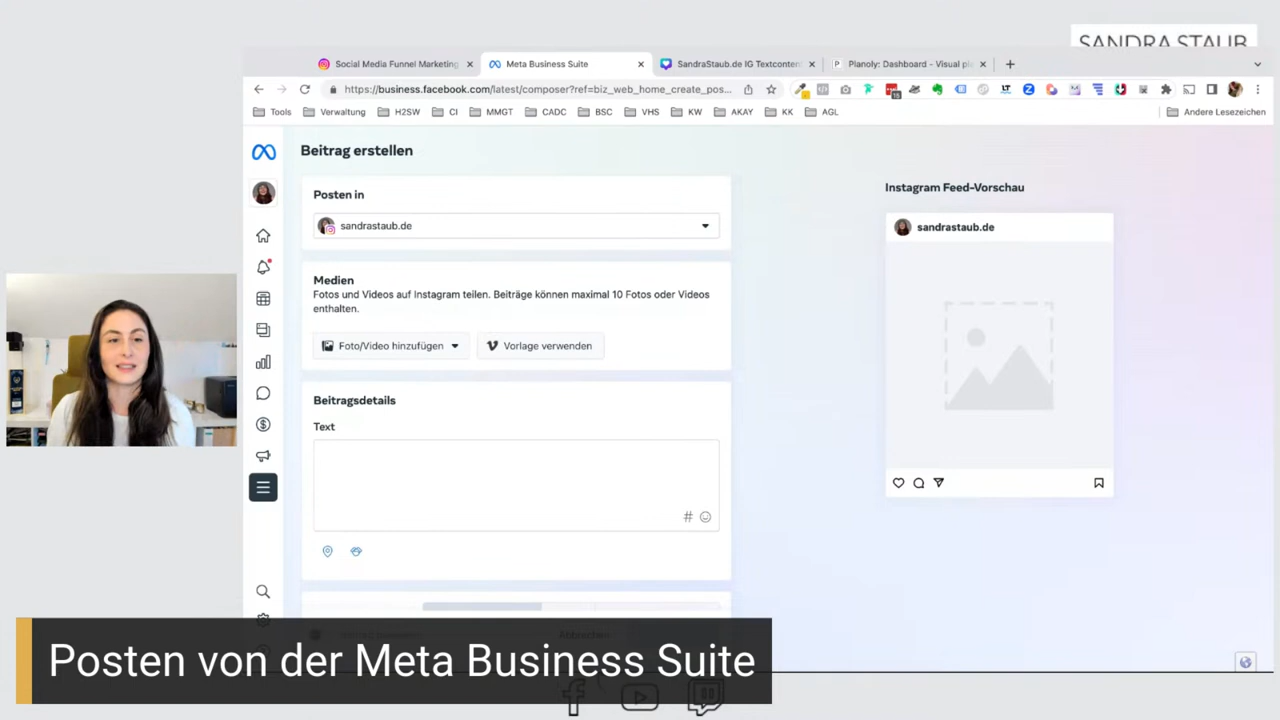 SANDRA STAUB
Social Media Funnel Marketing
Meta Business Suite
SandraStaub.de IG Textconten
Planoly: Dashboard - Visual pl
https://business.facebook.com/latest/composer?ref=biz_web_home_create_pos...
Tools
Verwaltung
H2SW
CI
MMGT
CADC
BSC
VHS
KW
AKAY
KK
AGL
Andere Lesezeichen
Beitrag erstellen
Posten in
sandrastaub.de
Medien
Fotos und Videos auf Instagram teilen. Beiträge können maximal 10 Fotos oder Videos
enthalten.
Foto/Video hinzufügen
Vorlage verwenden
Beitragsdetails
Text
#
Instagram Feed-Vorschau
sandrastaub.de
Abbrechen
Posten von der Meta Business Suite